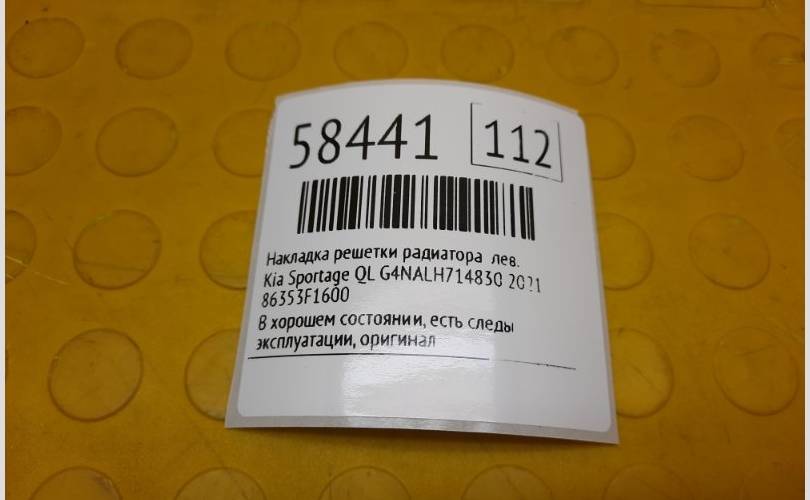 58441 112
Накладка решетки радиатора лев.
Kia Sportage QL G4NALH714830 2021
86353F1600
В хорошем состоянии, есть следы
эксплуатации, оригинал